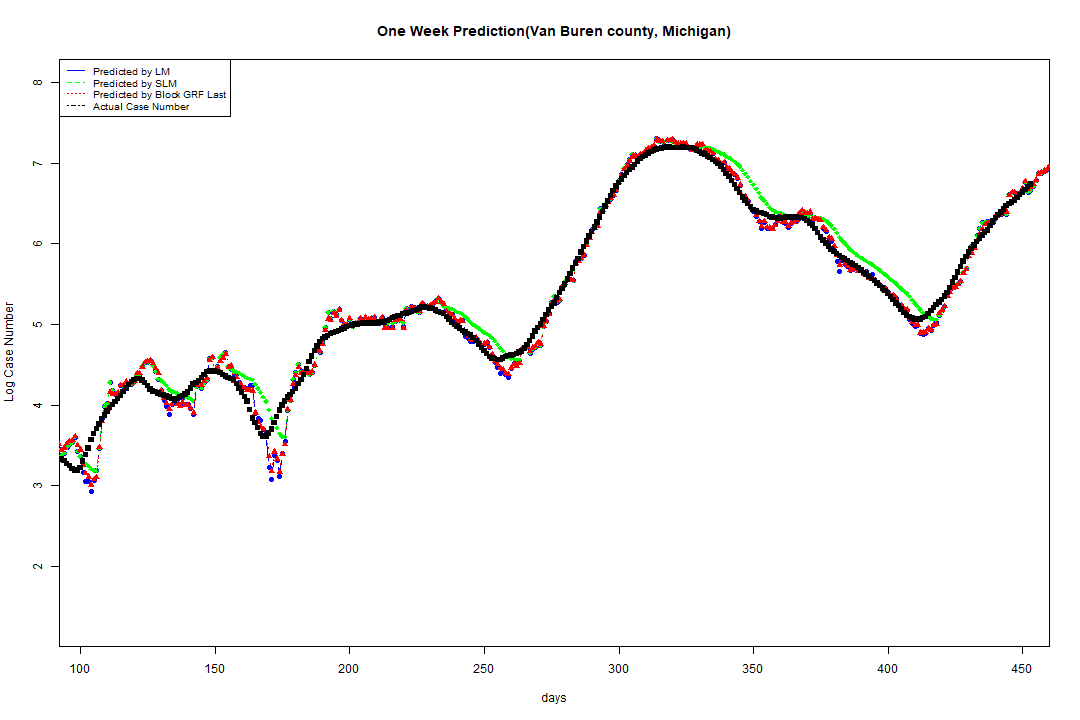 One Week Prediction(Van Buren county, Michigan)
Predicted by LM
Predicted by SLM
Predicted by Block GRF Last
Actual Case Number
8
7
6
5
4
3
2
Log Case Number
100 150 200 250 300 350 400 450
days